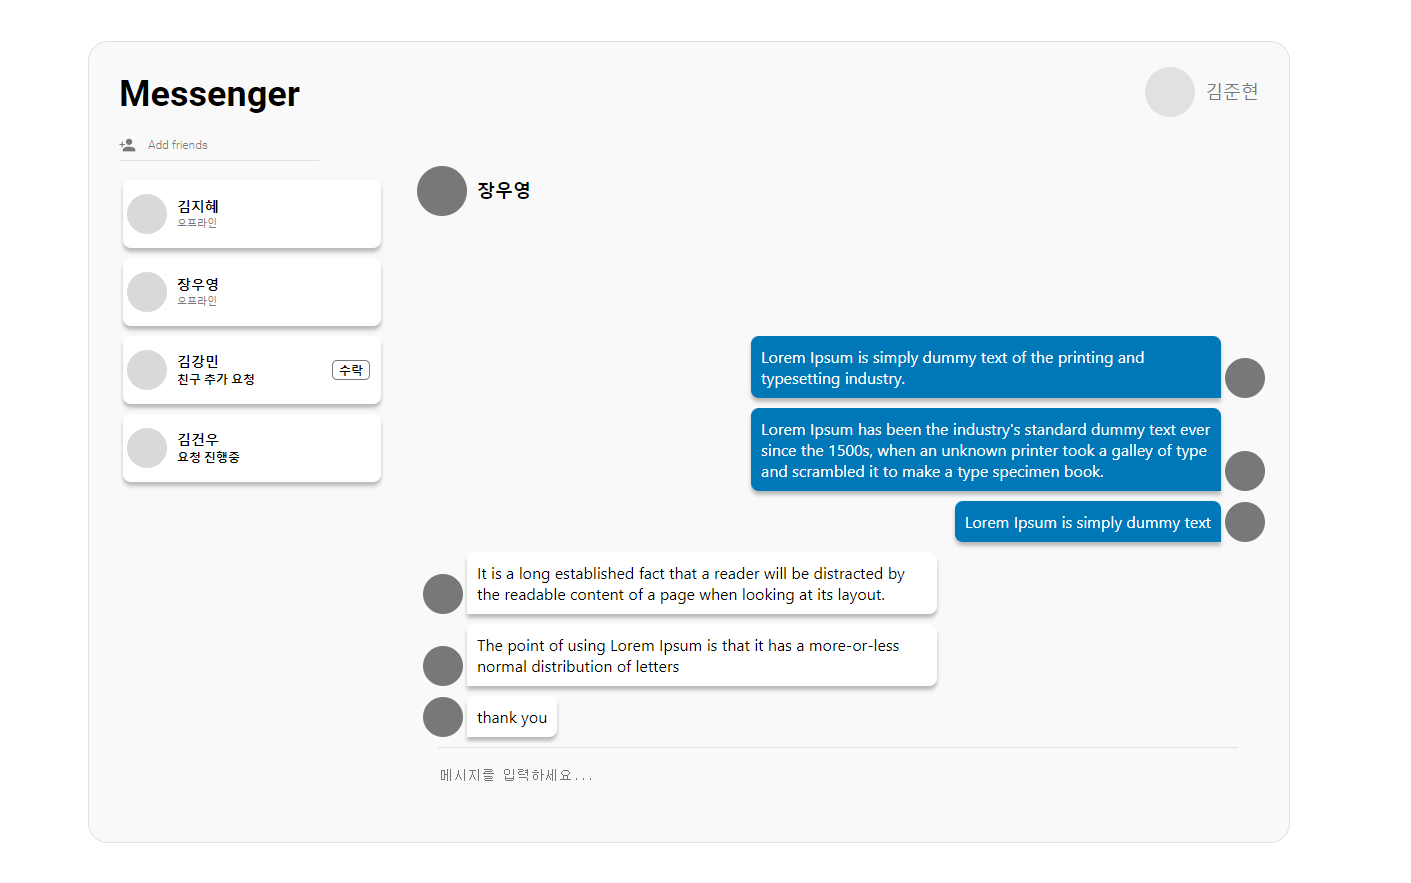 Messenger
김준현
Add friends
김지혜
오프라인
장우영
오프라인
김강민
친구 추가 요청
수락
김건우
요청 진행중
장우영
Lorem Ipsum is simply dummy text of the printing and
typesetting industry.
Lorem Ipsum has been the industry's standard dummy text ever
since the 1500s, when an unknown printer took a galley of type
and scrambled it to make a type specimen book.
Lorem Ipsum is simply dummy text
It is a long established fact that a reader will be distracted by
the readable content of a page when looking at its layout.
The point of using Lorem Ipsum is that it has a more-or-less
normal distribution of letters
thank you
메시지를 입력하세요...